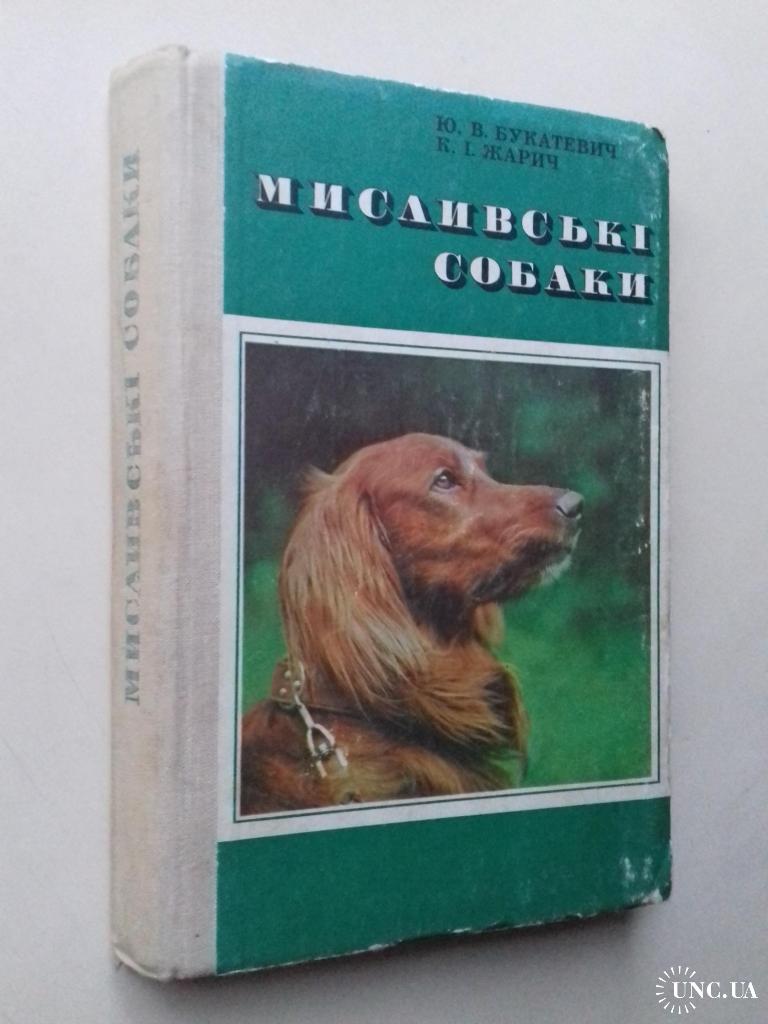 Ю. В. БУКАТЕВИЧ
К. І. ЖАРИЧ
МИСЛИВСЬКІ
СОБАКИ
МИСЛИВСЬКІ СОБАКИ
UNC.UA